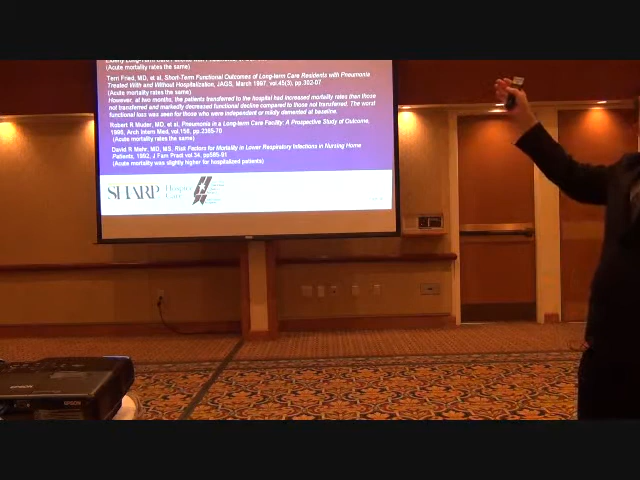 (Acute mortality rates the same)
Terri Fried, MD, et al, Short-Term Functional Outcomes of Long-term Care Residents with Pneumonia
Treated With and Without Hospitalization, JAGS, March 1997, vol.45(3), pp.302-07
(Acute mortality rates the same)
However, at two months, the patients transferred to the hospital had increased mortality rates then those
not transferred and markedly decreased functional decline compared to those not transferred. The worst
functional loss was seen for those who were independent or mildly demented at baseline.
Robert R Muder, MD, et al, Pneumonia in a Long-term Care Facility: A Prospective Study of Outcome,
1996, Arch Intern Med, vol.156, pp.2365-70
(Acute mortality rates the same)
David R Mehr, MD, MS, Risk Factors for Mortality in Lower Respiratory Infections in Nursing Home
Patients, 1992, J Fam Pract vol.34, pp585-91
(Acute mortality was slightly higher for hospitalized patients)
SHARP
Hospice
Care
EPSON
EPSON